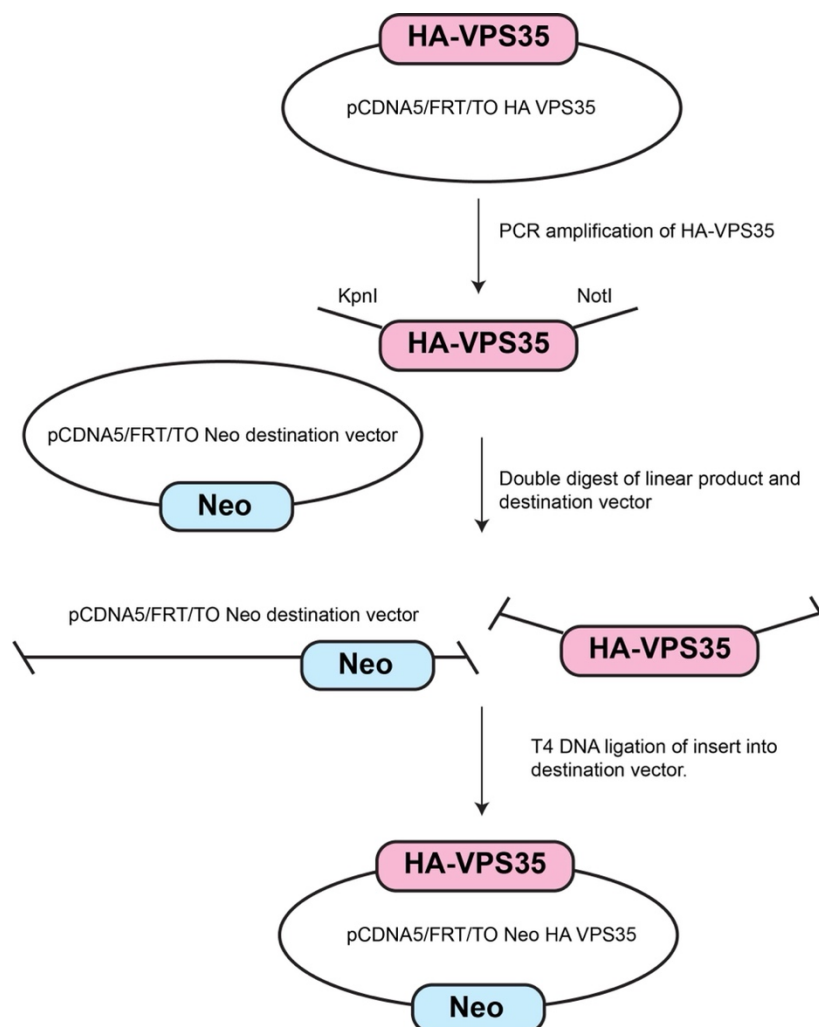 HA-VPS35
pCDNA5/FRT/TO HA VPS35
PCR amplification of HA-VPS35
KpnI
NotI
HA-VPS35
pCDNA5/FRT/TO Neo destination vector
Neo
Double digest of linear product and
destination vector
pCDNA5/FRT/TO Neo destination vector
Neo
HA-VPS35
T4 DNA ligation of insert into
destination vector.
HA-VPS35
pCDNA5/FRT/TO Neo HA VPS35
Neo